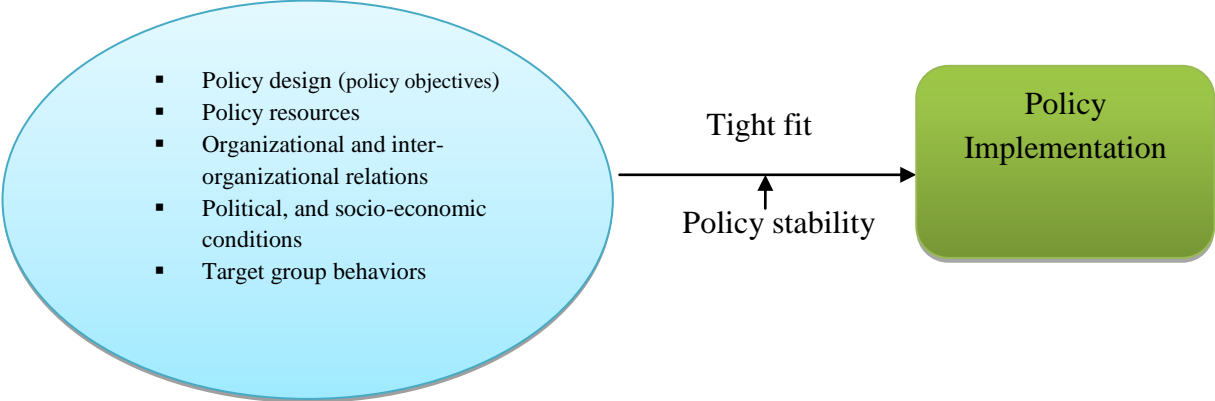 ▪ Policy design (policy objectives)
▪ Policy resources
▪ Organizational and inter-
organizational relations
▪ Political, and socio-economic
conditions
▪ Target group behaviors
Tight fit
Policy stability
Policy
Implementation